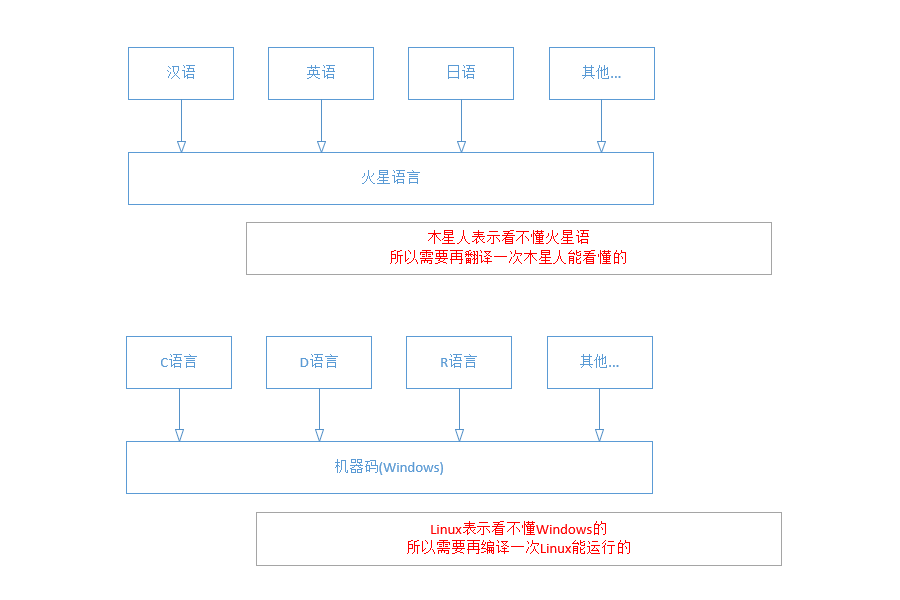 汉语
英语
日语
其他...
火星语言
木星人表示看不懂火星语
所以需要再翻译一次木星人能看懂的
C语言
D语言
R语言
其他...
机器码(Windows)
Linux表示看不懂Windows的
所以需要再编译一次Linux能运行的